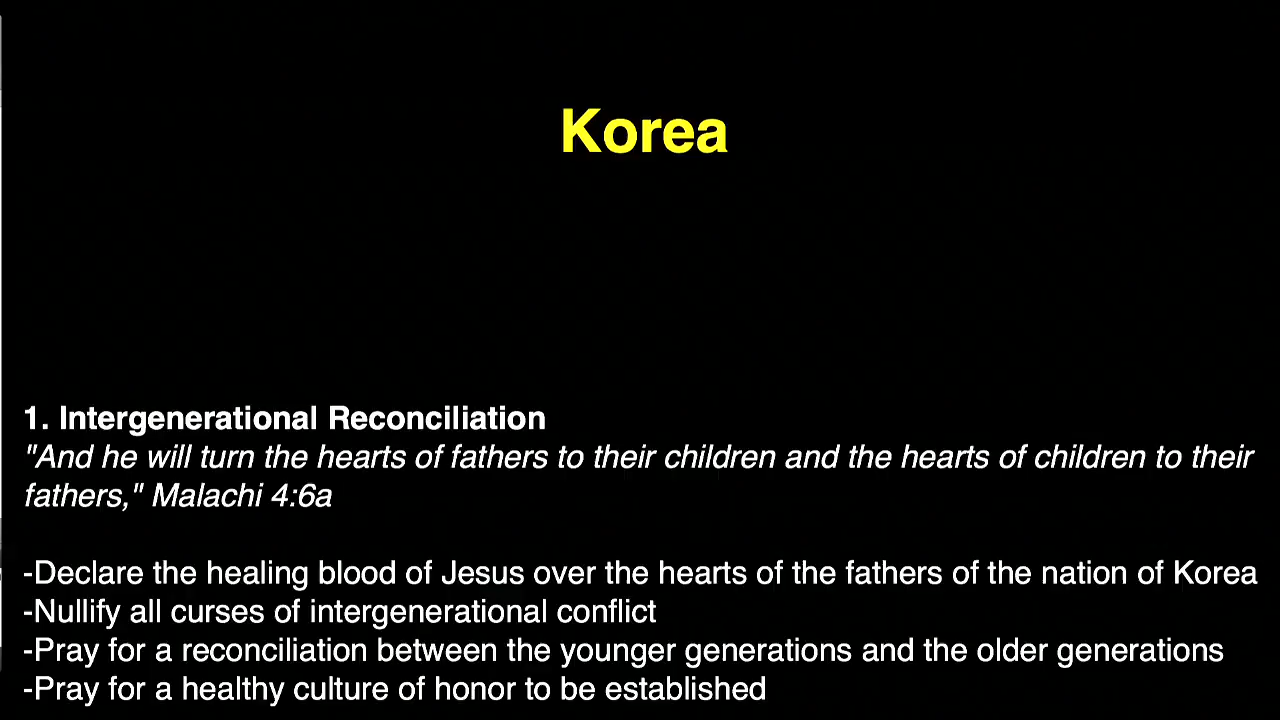 Korea
1. Intergenerational Reconciliation
"And he will turn the hearts of fathers to their children and the hearts of children to their
fathers," Malachi 4:6a
-Declare the healing blood of Jesus over the hearts of the fathers of the nation of Korea
-Nullify all curses of intergenerational conflict
-Pray for a reconciliation between the younger generations and the older generations
-Pray for a healthy culture of honor to be established